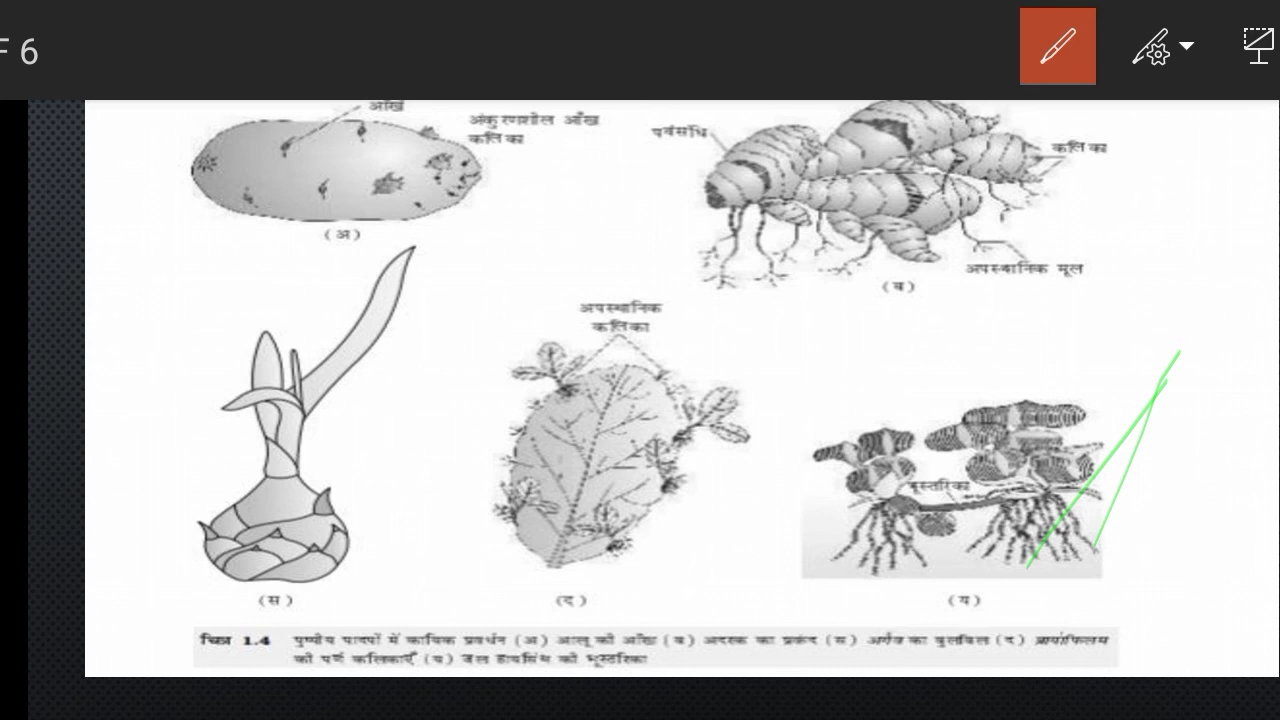 F 6
आँख
अंकुरणशील आँख
कलिका
(अ)
पर्वसंधि
कलिका
अपस्थानिक मूल
(ब)
(स)
अपस्थानिक
कलिका
(द)
भूस्तरिका
(य)
चित्र 1.4 पुष्पीय पादपों में कायिक प्रवर्धन (अ) आलू की आँख (ब) अदरक का प्रकंद (स) अगेव का बुलबिल (द) ब्रायोफिलम
की पर्ण कलिकाएँ (य) जल हायसिंथ की भूस्तरिका